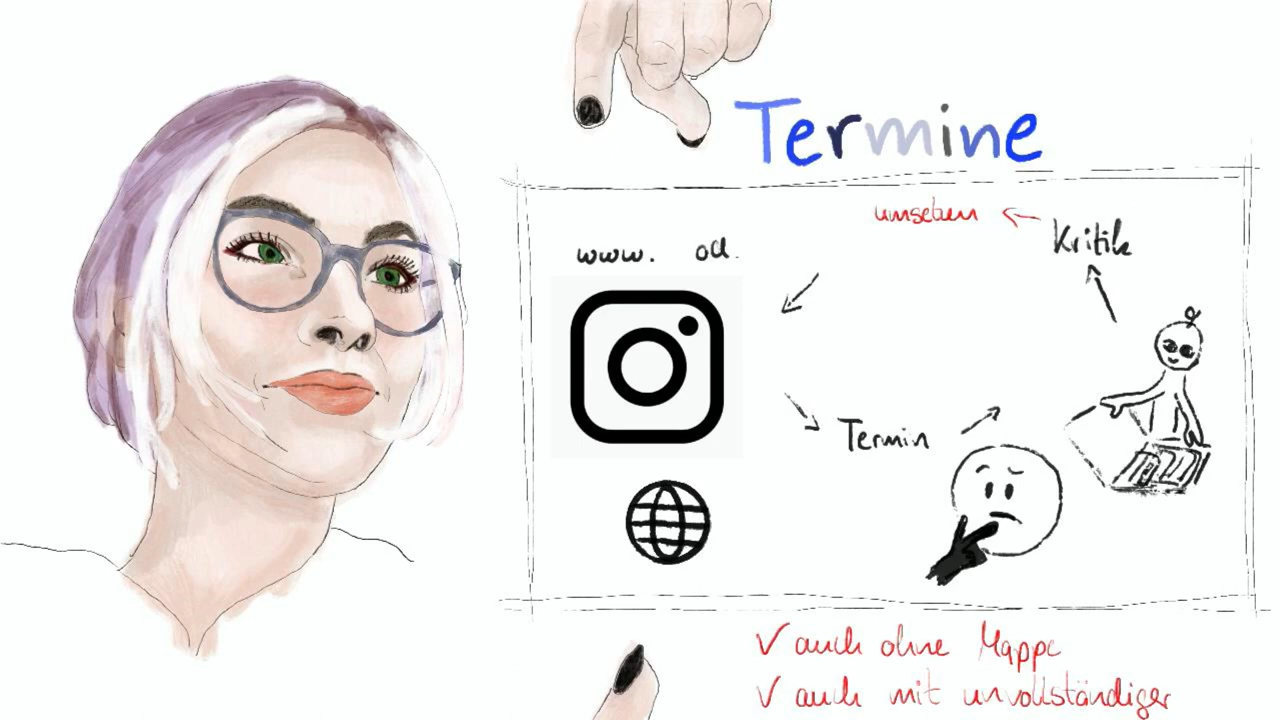 Termine
umsetzen
Kritik
www. od.
Termin
✓ auch ohne Mappe
✓ auch mit unvollständiger